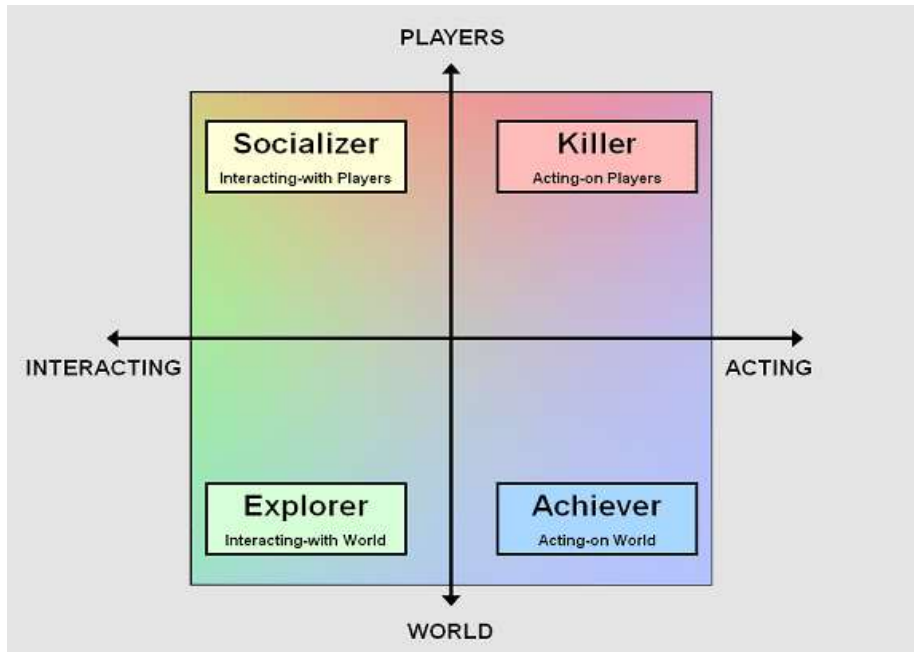 PLAYERS
Socializer
Interacting-with Players
Killer
Acting-on Players
INTERACTING
ACTING
Explorer
Interacting-with World
Achiever
Acting-on World
WORLD